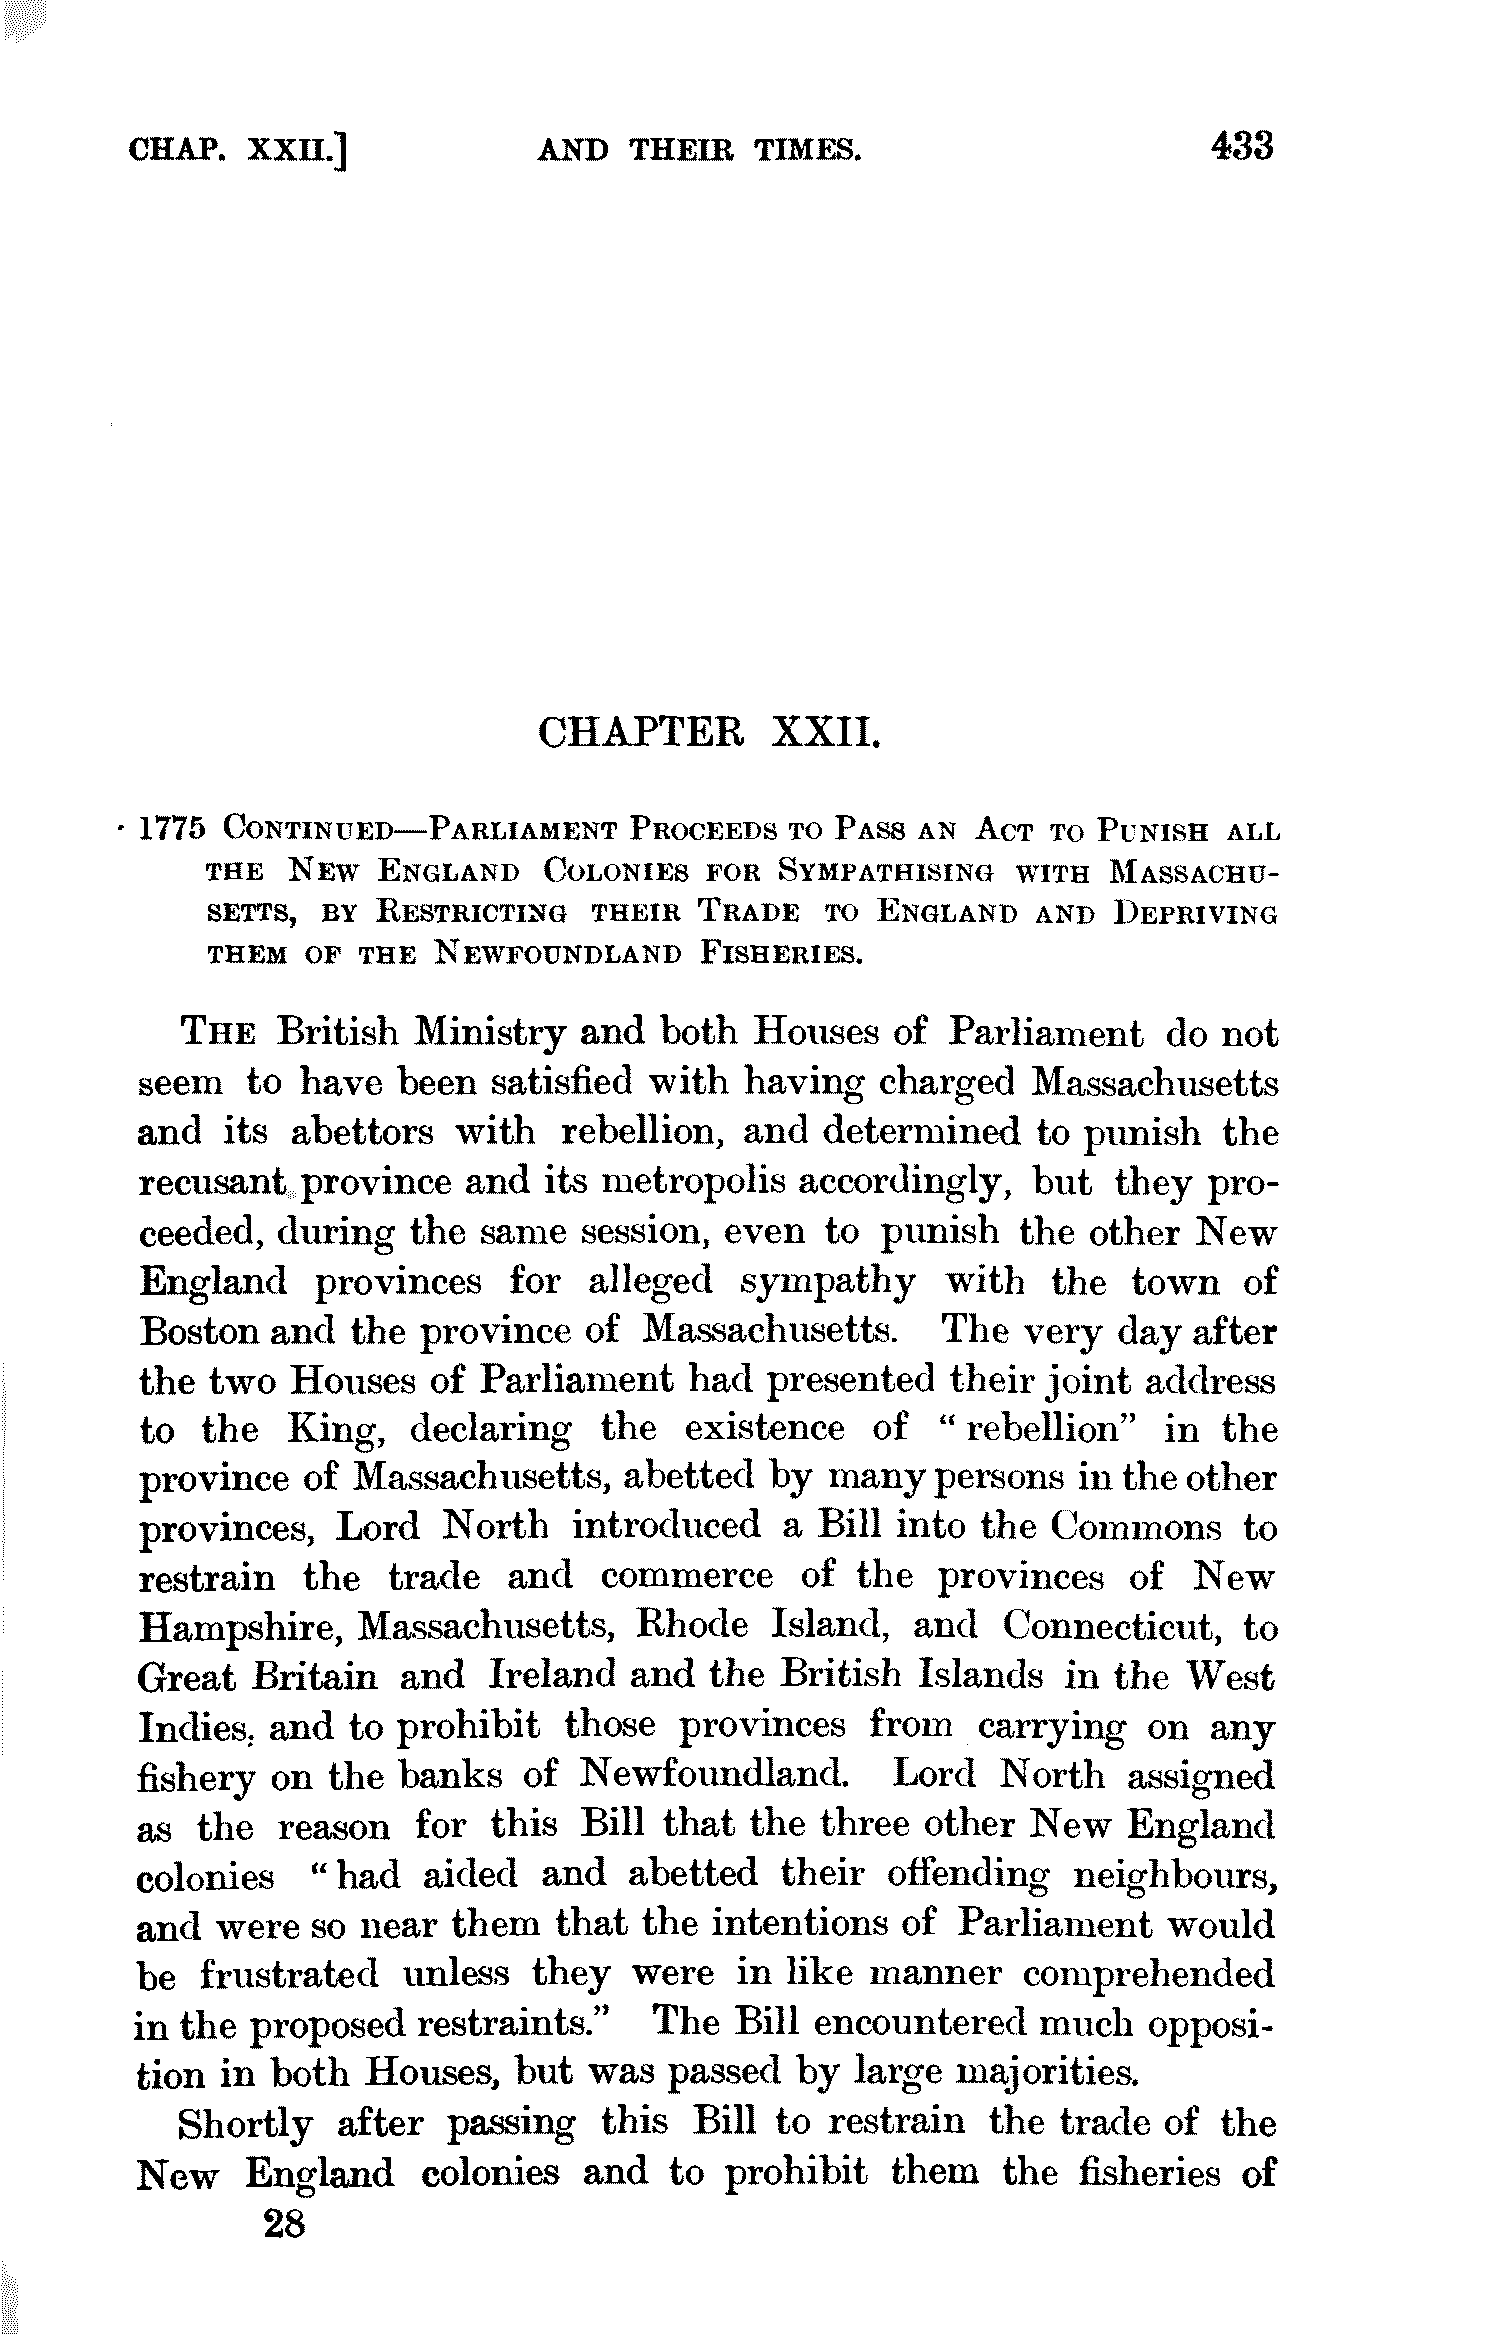 CHAP. XXII.] AND THEIR TIMES. 433
CHAPTER XXII.
1775 CONTINUED—PARLIAMENT PROCEEDS TO PASS AN ACT TO PUNISH ALL
THE NEW ENGLAND COLONIES FOR SYMPATHISING WITH MASSACHU-
SETTS, BY RESTRICTING THEIR TRADE TO ENGLAND AND DEPRIVING
THEM OF THE NEWFOUNDLAND FISHERIES.
THE British Ministry and both Houses of Parliament do not
seem to have been satisfied with having charged Massachusetts
and its abettors with rebellion, and determined to punish the
recusant province and its metropolis accordingly, but they pro-
ceeded, during the same session, even to punish the other New
England provinces for alleged sympathy with the town of
Boston and the province of Massachusetts. The very day after
the two Houses of Parliament had presented their joint address
to the King, declaring the existence of "rebellion" in the
province of Massachusetts, abetted by many persons in the other
provinces, Lord North introduced a Bill into the Commons to
restrain the trade and commerce of the provinces of New
Hampshire, Massachusetts, Rhode Island, and Connecticut, to
Great Britain and Ireland and the British Islands in the West
Indies, and to prohibit those provinces from carrying on any
fishery on the banks of Newfoundland. Lord North assigned
as the reason for this Bill that the three other New England
colonies "had aided and abetted their offending neighbours,
and were so near them that the intentions of Parliament would
be frustrated unless they were in like manner comprehended
in the proposed restraints." The Bill encountered much opposi-
tion in both Houses, but was passed by large majorities.
Shortly after passing this Bill to restrain the trade of the
New England colonies and to prohibit them the fisheries of
28